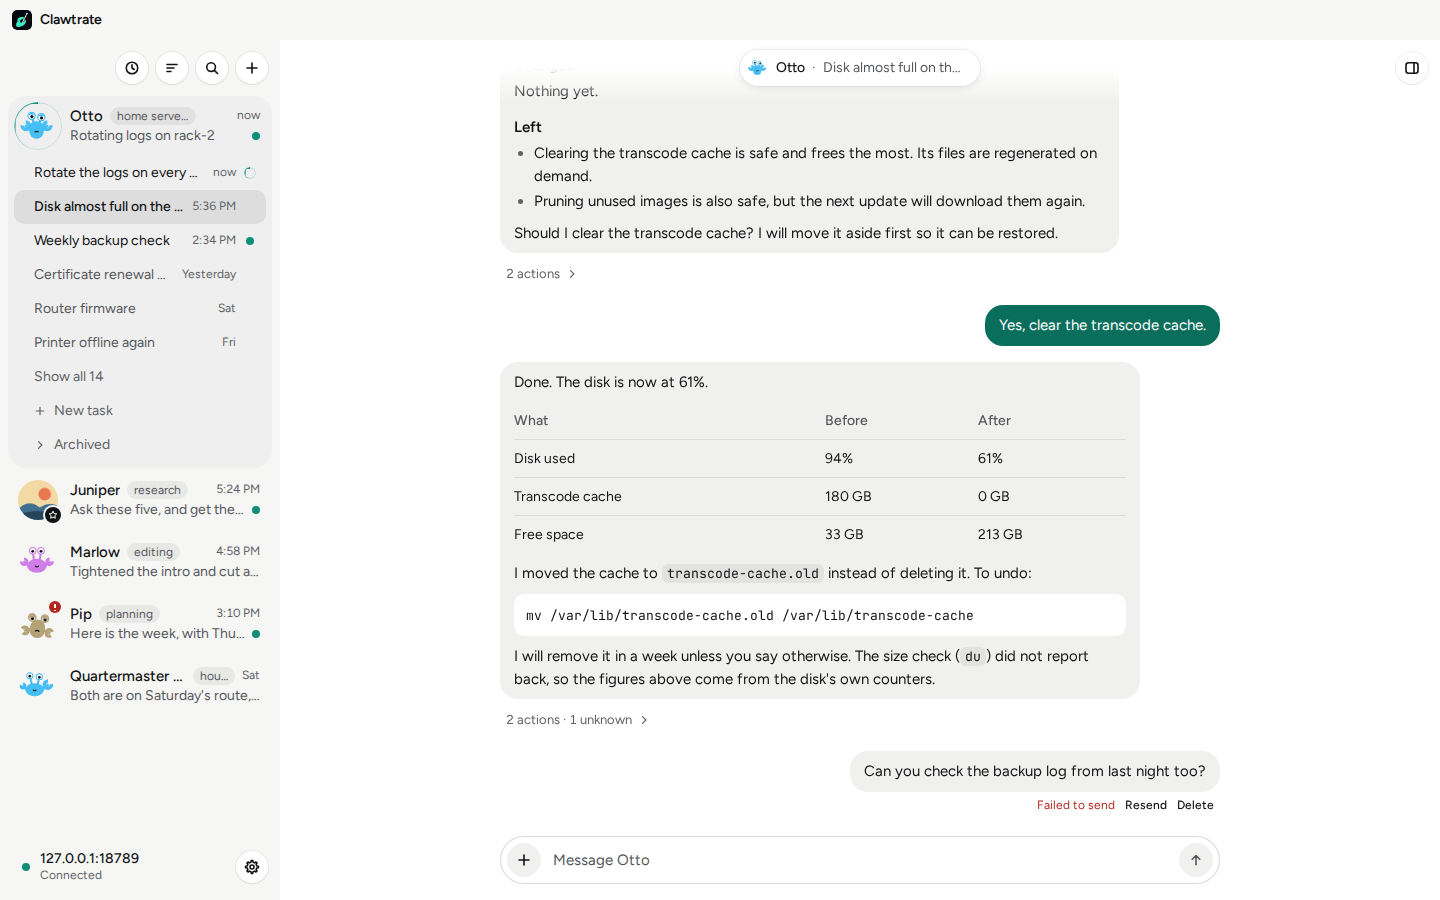 Clawtrate
Otto home serve... now
Rotating logs on rack-2
Rotate the logs on every ... now
Disk almost full on the ... 5:36 PM
Weekly backup check 2:34 PM
Certificate renewal ... Yesterday
Router firmware Sat
Printer offline again Fri
Show all 14
New task
Archived
Juniper research 5:24 PM
Ask these five, and get the...
Marlow editing 4:58 PM
Tightened the intro and cut a...
Pip planning 3:10 PM
Here is the week, with Thu...
Quartermaster ... hou... Sat
Both are on Saturday's route,...
127.0.0.1:18789
Connected
Otto · Disk almost full on th...
Nothing yet.
Left
• Clearing the transcode cache is safe and frees the most. Its files are regenerated on
demand.
• Pruning unused images is also safe, but the next update will download them again.
Should I clear the transcode cache? I will move it aside first so it can be restored.
2 actions
Yes, clear the transcode cache.
Done. The disk is now at 61%.
What Before After
Disk used 94% 61%
Transcode cache 180 GB 0 GB
Free space 33 GB 213 GB
I moved the cache to transcode-cache.old instead of deleting it. To undo:
mv /var/lib/transcode-cache.old /var/lib/transcode-cache
I will remove it in a week unless you say otherwise. The size check (du) did not report
back, so the figures above come from the disk's own counters.
2 actions · 1 unknown
Can you check the backup log from last night too?
Failed to send Resend Delete
Message Otto